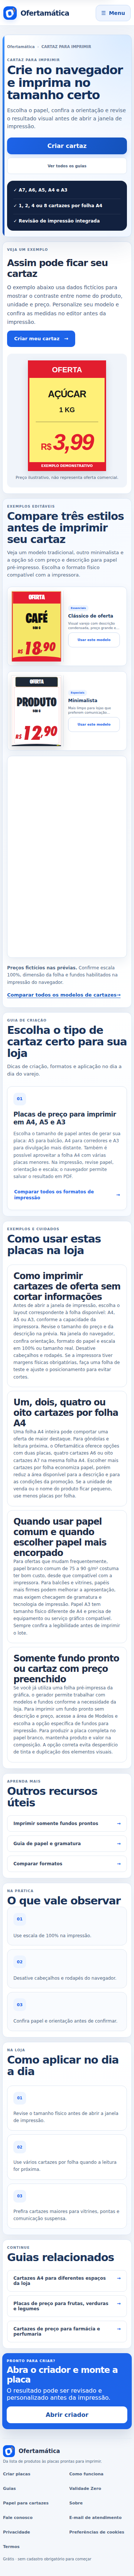 Ofertamática
☰ Menu
Ofertamática › CARTAZ PARA IMPRIMIR
CARTAZ PARA IMPRIMIR
Crie no navegador
e imprima no
tamanho certo
Escolha o papel, confira a orientação e revise
o resultado visual antes de abrir a janela de
impressão.
Criar cartaz
Ver todos os guias
✓ A7, A6, A5, A4 e A3
✓ 1, 2, 4 ou 8 cartazes por folha A4
✓ Revisão de impressão integrada
VEJA UM EXEMPLO
Assim pode ficar seu
cartaz
O exemplo abaixo usa dados fictícios para
mostrar o contraste entre nome do produto,
unidade e preço. Personalize seu modelo e
confira as medidas no editor antes da
impressão.
Criar meu cartaz →
OFERTA
AÇÚCAR
1 KG
R$ 3,99
EXEMPLO DEMONSTRATIVO
Preço ilustrativo; não representa oferta comercial.
EXEMPLOS EDITÁVEIS
Compare três estilos
antes de imprimir
seu cartaz
Veja um modelo tradicional, outro minimalista e
a opção só com preço e descrição para papel
pré-impresso. Escolha o formato físico
compatível com a impressora.
OFERTA
CAFÉ
R$ 18,90
Essenciais
Clássico de oferta
Usar este modelo
OFERTA
PRODUTO
R$ 12,90
Minimalista
Usar este modelo
Preços fictícios nas prévias. Confirme escala
100%, dimensão da folha e fundos habilitados na
impressão do navegador.
Comparar todos os modelos de cartazes→
GUIA DE CRIAÇÃO
Escolha o tipo de
cartaz certo para sua
loja
Dicas de criação, formatos e aplicação no dia a
dia do varejo.
01
Placas de preço para imprimir
em A4, A5 e A3
Escolha o tamanho do papel antes de gerar sua
placa: A5 para balcão, A4 para corredores e A3
para divulgação mais distante. Também é
possível aproveitar a folha A4 com várias
placas menores. Na impressão, revise papel,
orientação e escala; o navegador permite
salvar o resultado em PDF.
Comparar todos os formatos de
impressão →
EXEMPLOS E CUIDADOS
Como usar estas
placas na loja
Como imprimir
cartazes de oferta sem
cortar informações
Antes de abrir a janela de impressão, escolha o
layout correspondente à folha disponível: A4,
A5 ou A3, conforme a capacidade da
impressora. Revise o tamanho do preço e da
descrição na prévia. Na janela do navegador,
confira orientação, formato do papel e escala
em 100% ou tamanho real. Desative
cabeçalhos e rodapés. Se a impressora tiver
margens físicas obrigatórias, faça uma folha de
teste e ajuste o posicionamento para evitar
cortes.
Um, dois, quatro ou
oito cartazes por folha
A4
Uma folha A4 inteira pode comportar uma
oferta de maior destaque. Para gôndolas e
leitura próxima, o Ofertamática oferece opções
com duas placas, quatro cartazes A6 ou oito
cartazes A7 na mesma folha A4. Escolher mais
cartazes por folha economiza papel, porém
reduz a área disponível para a descrição e para
as condições da promoção. Se a unidade de
venda ou o nome do produto ficar pequeno,
use menos placas por folha.
Quando usar papel
comum e quando
escolher papel mais
encorpado
Para ofertas que mudam frequentemente,
papel branco comum de 75 a 90 g/m² costuma
equilibrar custo e uso, desde que compatível com a
impressora. Para balcões e vitrines, papéis
mais firmes podem melhorar a apresentação,
mas exigem checagem de gramatura e
tecnologia da impressora. Papel A3 tem
tamanho físico diferente de A4 e precisa de
impressora ou serviço gráfico compatível.
Sempre confira a legibilidade antes de imprimir
o lote.
Somente fundo pronto
ou cartaz com preço
preenchido
Se você já utiliza uma folha pré-impressa da
gráfica, o gerador permite trabalhar com
modelos e fundos conforme a necessidade da
loja. Para imprimir um fundo pronto sem
descrição e preço, acesse a área de Modelos e
escolha a opção específica de fundos para
impressão. Para produzir a placa completa em
papel branco, mantenha produto e valor na
composição. A opção correta evita desperdício
de tinta e duplicação dos elementos visuais.
APRENDA MAIS
Outros recursos
úteis
Imprimir somente fundos prontos →
Guia de papel e gramatura →
Comparar formatos →
NA PRÁTICA
O que vale observar
01
Use escala de 100% na impressão.
02
Desative cabeçalhos e rodapés do navegador.
03
Confira papel e orientação antes de confirmar.
NA LOJA
Como aplicar no dia
a dia
01
Revise o tamanho físico antes de abrir a janela
de impressão.
02
Use vários cartazes por folha quando a leitura
for próxima.
03
Prefira cartazes maiores para vitrines, pontas e
comunicação suspensa.
CONTINUE
Guias relacionados
Cartazes A4 para diferentes espaços
da loja →
Placas de preço para frutas, verduras
e legumes →
Cartazes de preço para farmácia e
perfumaria →
PRONTO PARA CRIAR?
Abra o criador e monte a
placa
O resultado pode ser revisado e
personalizado antes da impressão.
Abrir criador
Ofertamática
Da lista de produtos às placas prontas para imprimir.
Criar placas
Como funciona
Guias
Validade Zero
Papel para cartazes
Sobre
Fale conosco
E-mail de atendimento
Privacidade
Preferências de cookies
Termos
Grátis · sem cadastro obrigatório para começar